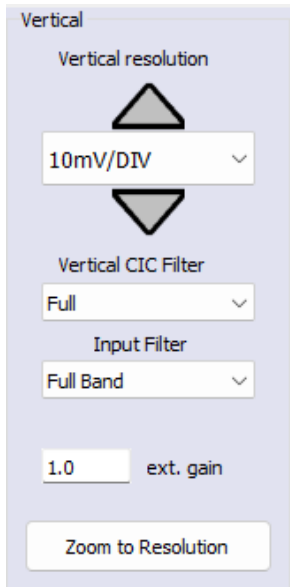 Vertical
Vertical resolution
10mV/DIV
Vertical CIC Filter
Full
Input Filter
Full Band
1.0 ext. gain
Zoom to Resolution